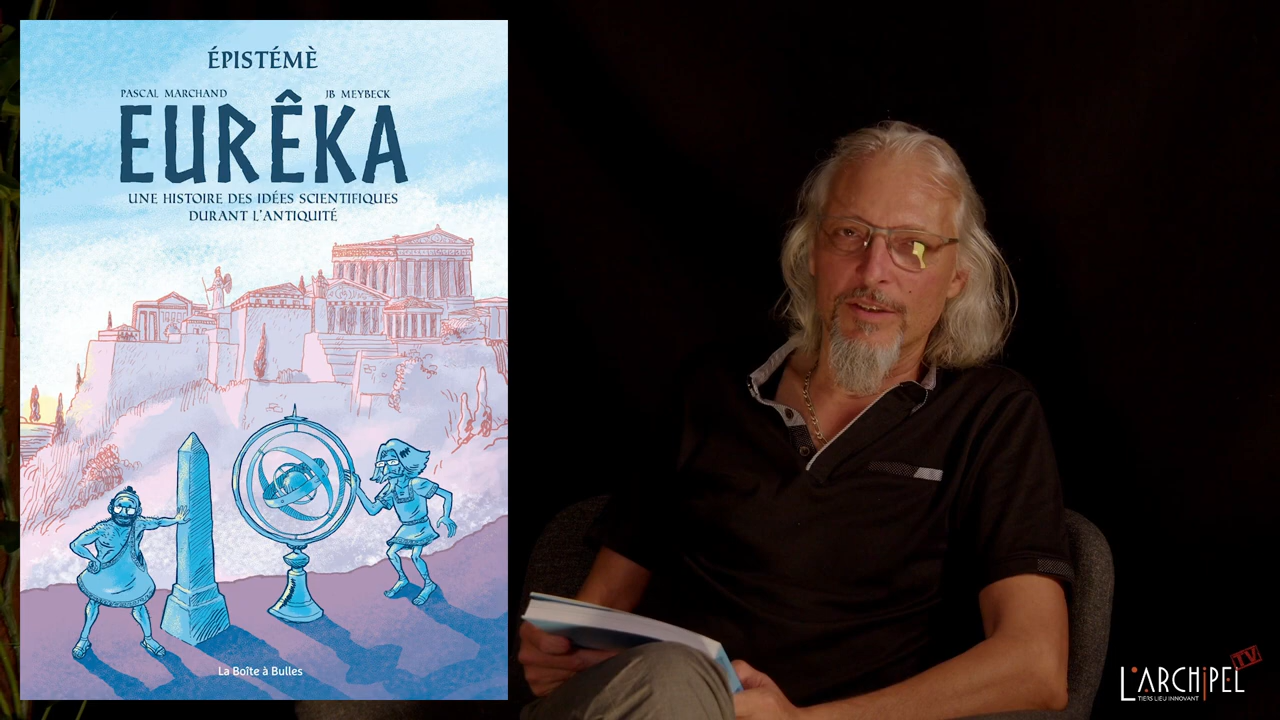 ÉPISTÉMÈ
PASCAL MARCHAND JB MEYBECK
EURÊKA
UNE HISTOIRE DES IDÉES SCIENTIFIQUES
DURANT L'ANTIQUITÉ
La Boîte à Bulles
L'ARCHIPEL TV
TIERS LIEU INNOVANT